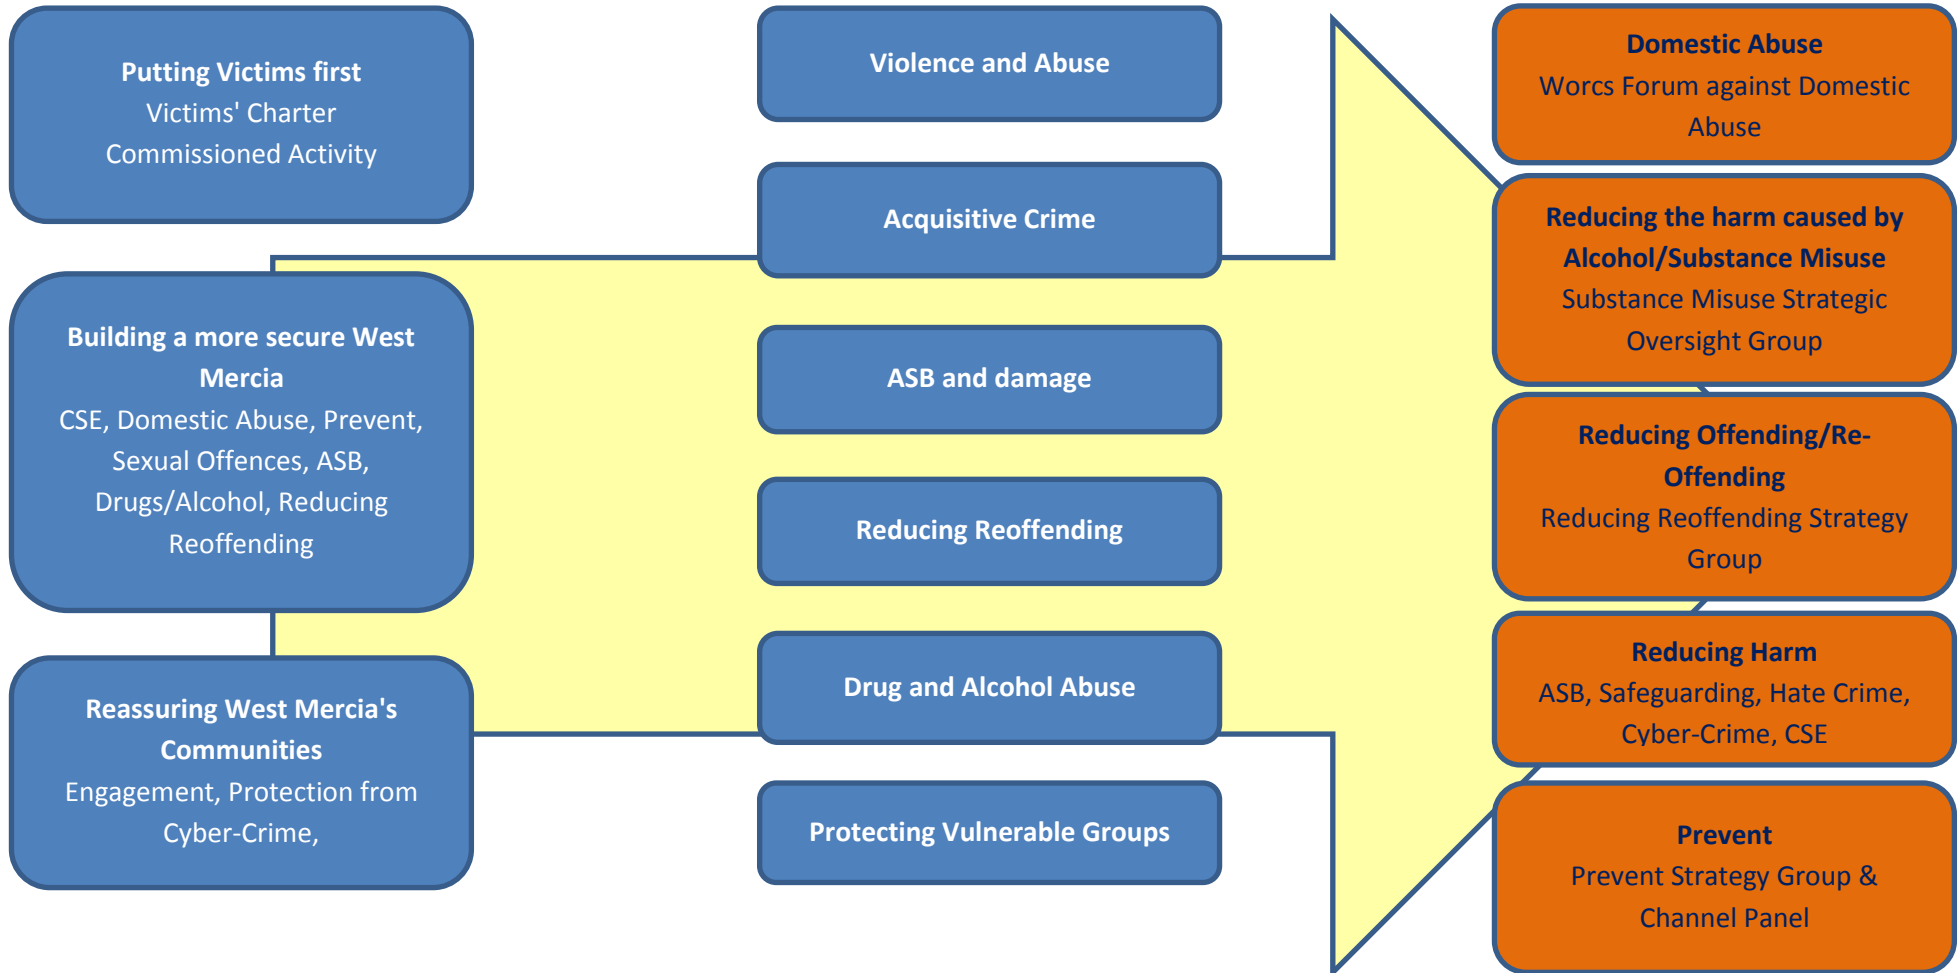 Putting Victims first
Victims' Charter
Commissioned Activity
Building a more secure West
Mercia
CSE, Domestic Abuse, Prevent,
Sexual Offences, ASB,
Drugs/Alcohol, Reducing
Reoffending
Reassuring West Mercia's
Communities
Engagement, Protection from
Cyber-Crime,
Violence and Abuse
Acquisitive Crime
ASB and damage
Reducing Reoffending
Drug and Alcohol Abuse
Protecting Vulnerable Groups
Domestic Abuse
Worcs Forum against Domestic
Abuse
Reducing the harm caused by
Alcohol/Substance Misuse
Substance Misuse Strategic
Oversight Group
Reducing Offending/Re-
Offending
Reducing Reoffending Strategy
Group
Reducing Harm
ASB, Safeguarding, Hate Crime,
Cyber-Crime, CSE
Prevent
Prevent Strategy Group &
Channel Panel